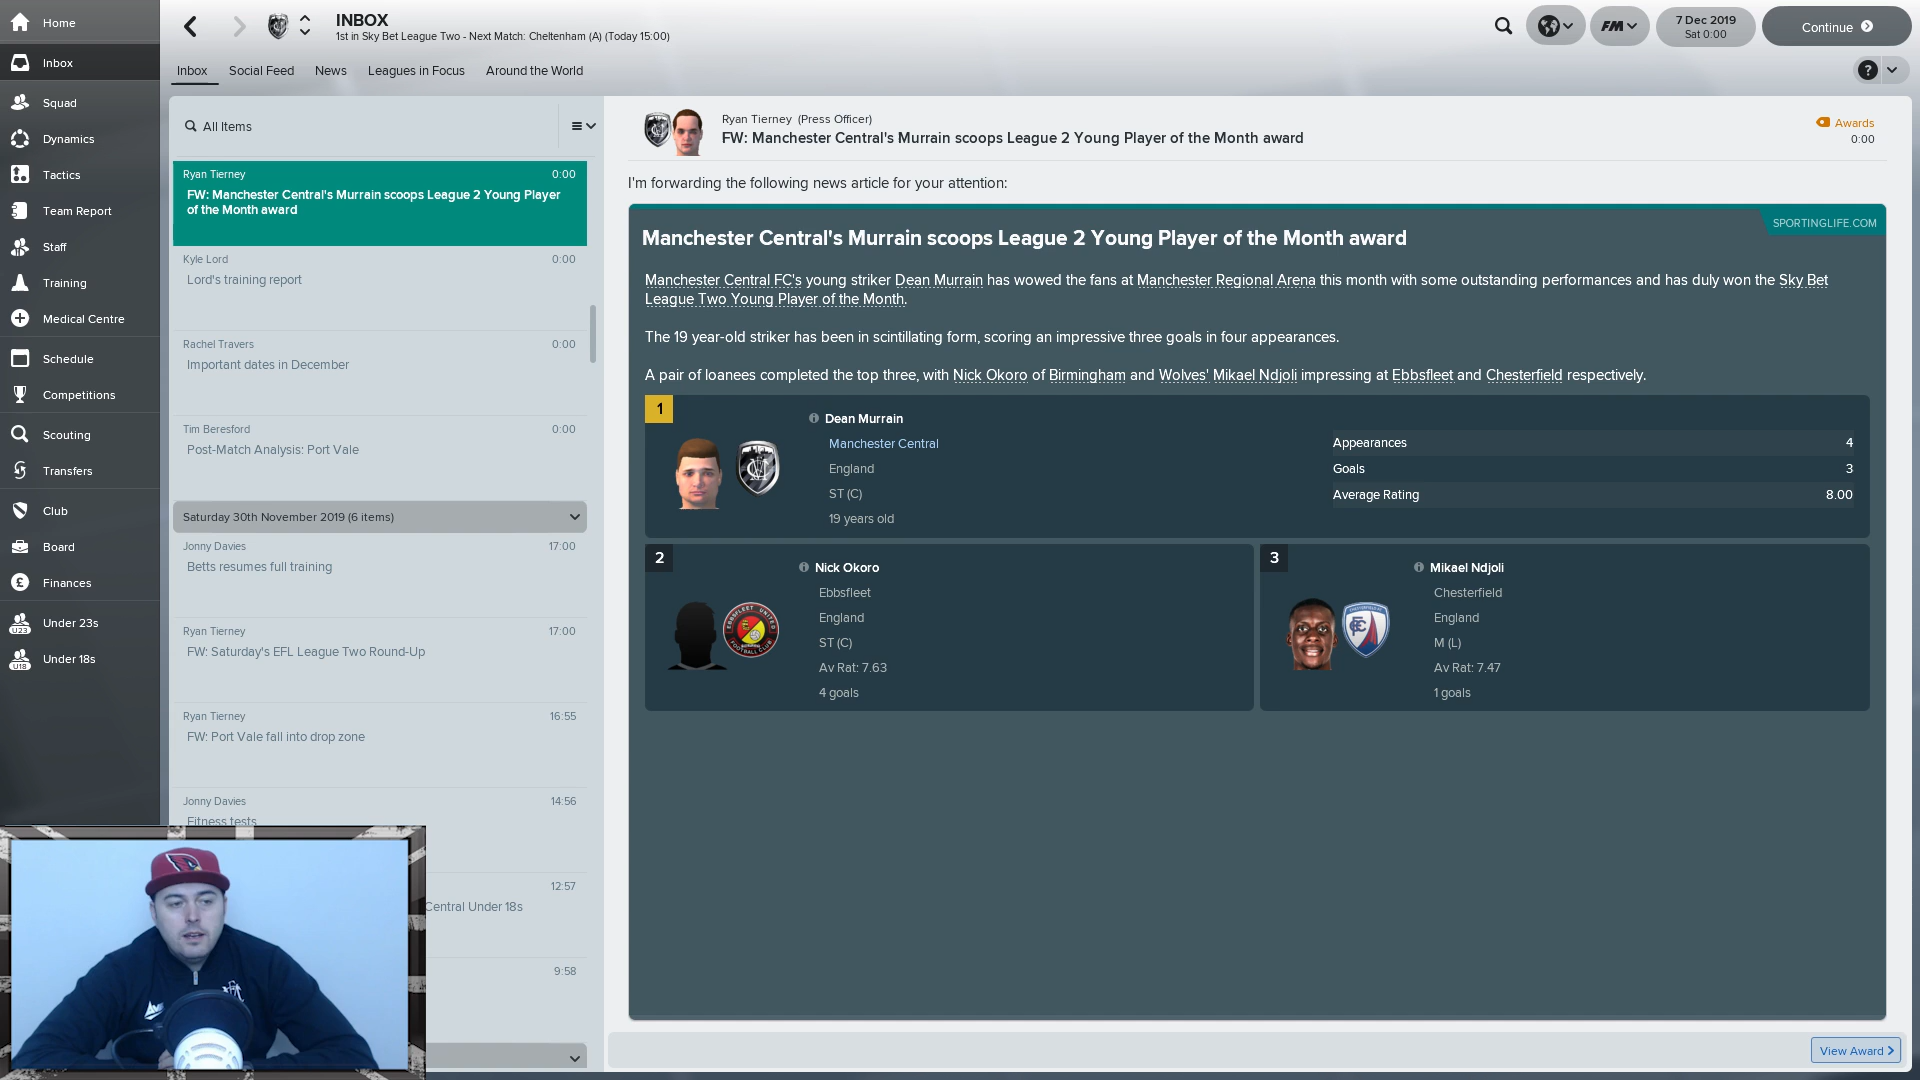 Home
Inbox
Squad
Dynamics
Tactics
Team Report
Staff
Training
Medical Centre
Schedule
Competitions
Scouting
Transfers
Club
Board
Finances
U23
Under 23s
U18
Under 18s
INBOX
1st in Sky Bet League Two - Next Match: Cheltenham (A) (Today 15:00)
FM
7 Dec 2019
Sat 0:00
Continue
Inbox
Social Feed
News
Leagues in Focus
Around the World
?
All Items
Ryan Tierney
0:00
FW: Manchester Central's Murrain scoops League 2 Young Player
of the Month award
Kyle Lord
0:00
Lord's training report
Rachel Travers
0:00
Important dates in December
Tim Beresford
0:00
Post-Match Analysis: Port Vale
Saturday 30th November 2019 (6 items)
Jonny Davies
17:00
Betts resumes full training
Ryan Tierney
17:00
FW: Saturday's EFL League Two Round-Up
Ryan Tierney
16:55
FW: Port Vale fall into drop zone
Jonny Davies
14:56
Fitness tests
12:57
Central Under 18s
9:58
Ryan Tierney (Press Officer)
FW: Manchester Central's Murrain scoops League 2 Young Player of the Month award
Awards
0:00
I'm forwarding the following news article for your attention:
SPORTINGLIFE.COM
Manchester Central's Murrain scoops League 2 Young Player of the Month award
Manchester Central FC's young striker Dean Murrain has wowed the fans at Manchester Regional Arena this month with some outstanding performances and has duly won the Sky Bet
League Two Young Player of the Month.
The 19 year-old striker has been in scintillating form, scoring an impressive three goals in four appearances.
A pair of loanees completed the top three, with Nick Okoro of Birmingham and Wolves' Mikael Ndjoli impressing at Ebbsfleet and Chesterfield respectively.
1
Dean Murrain
Manchester Central
England
ST (C)
19 years old
Appearances 4
Goals 3
Average Rating 8.00
2
Nick Okoro
Ebbsfleet
England
ST (C)
Av Rat: 7.63
4 goals
EBBSFLEET UNITED
FOOTBALL CLUB
3
Mikael Ndjoli
Chesterfield
England
M (L)
Av Rat: 7.47
1 goals
View Award